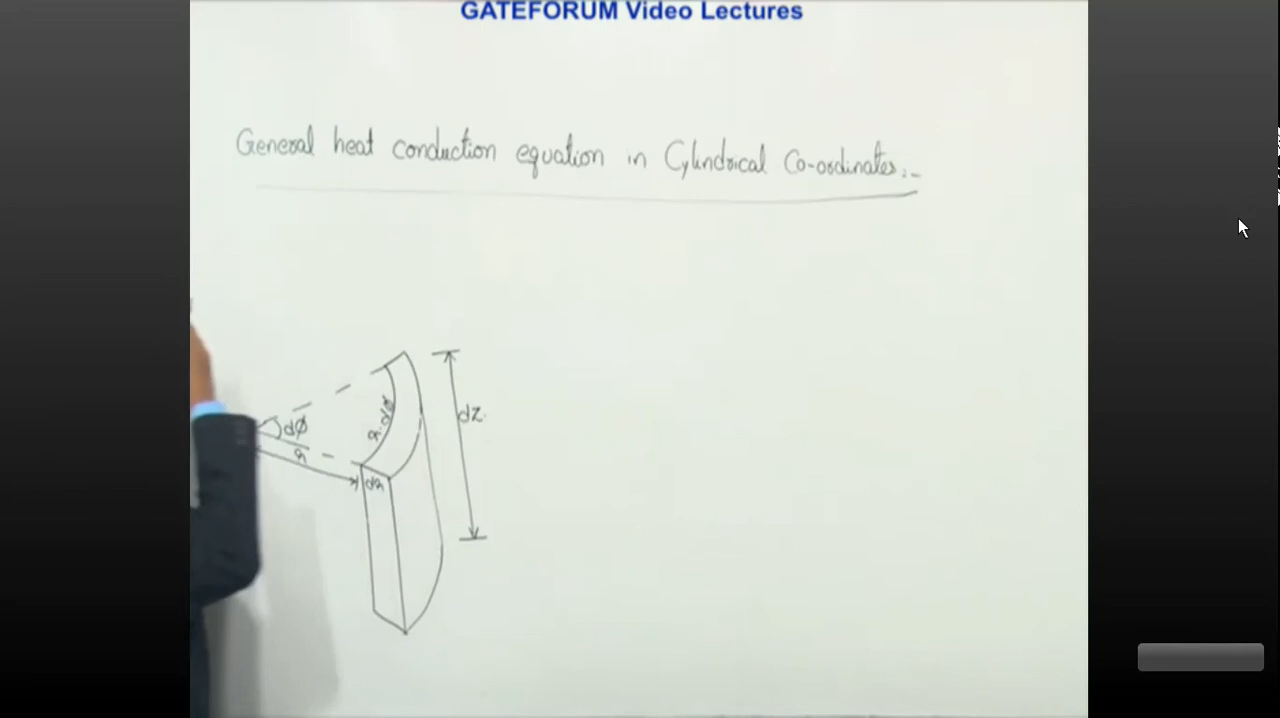 GATEFORUM Video Lectures
General heat conduction equation in Cylindrical Co-ordinates:-
dz
r.dø
dø
r
dr